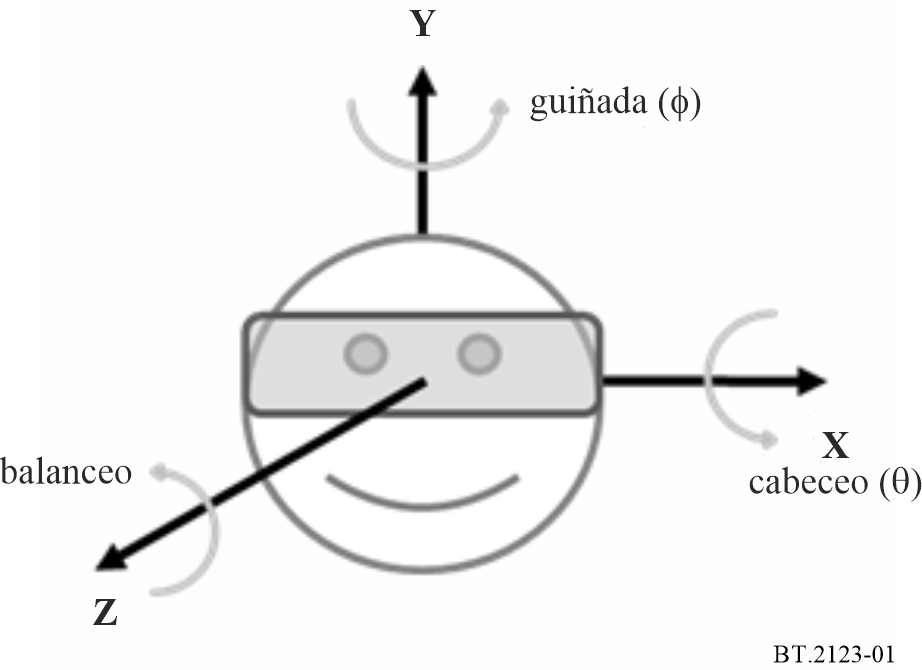 Y
guiñada (ϕ)
balanceo
X
cabeceo (θ)
Z
BT.2123-01